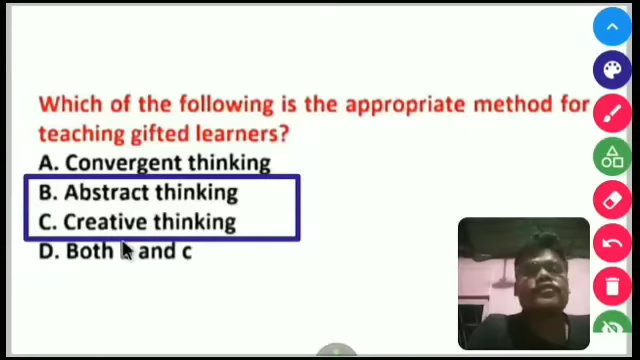 Which of the following is the appropriate method for
teaching gifted learners?
A. Convergent thinking
B. Abstract thinking
C. Creative thinking
D. Both and c